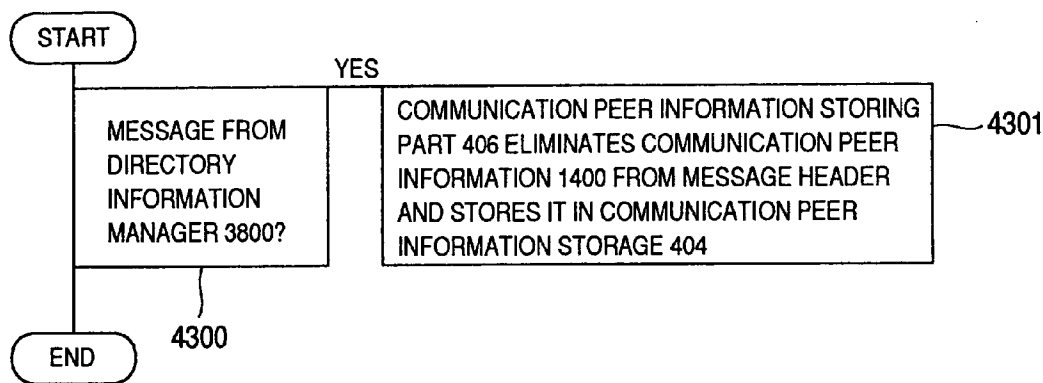 START
YES
MESSAGE FROM
DIRECTORY
INFORMATION
MANAGER 3800?
COMMUNICATION PEER INFORMATION STORING
PART 406 ELIMINATES COMMUNICATION PEER
INFORMATION 1400 FROM MESSAGE HEADER
AND STORES IT IN COMMUNICATION PEER
INFORMATION STORAGE 404
4301
4300
END